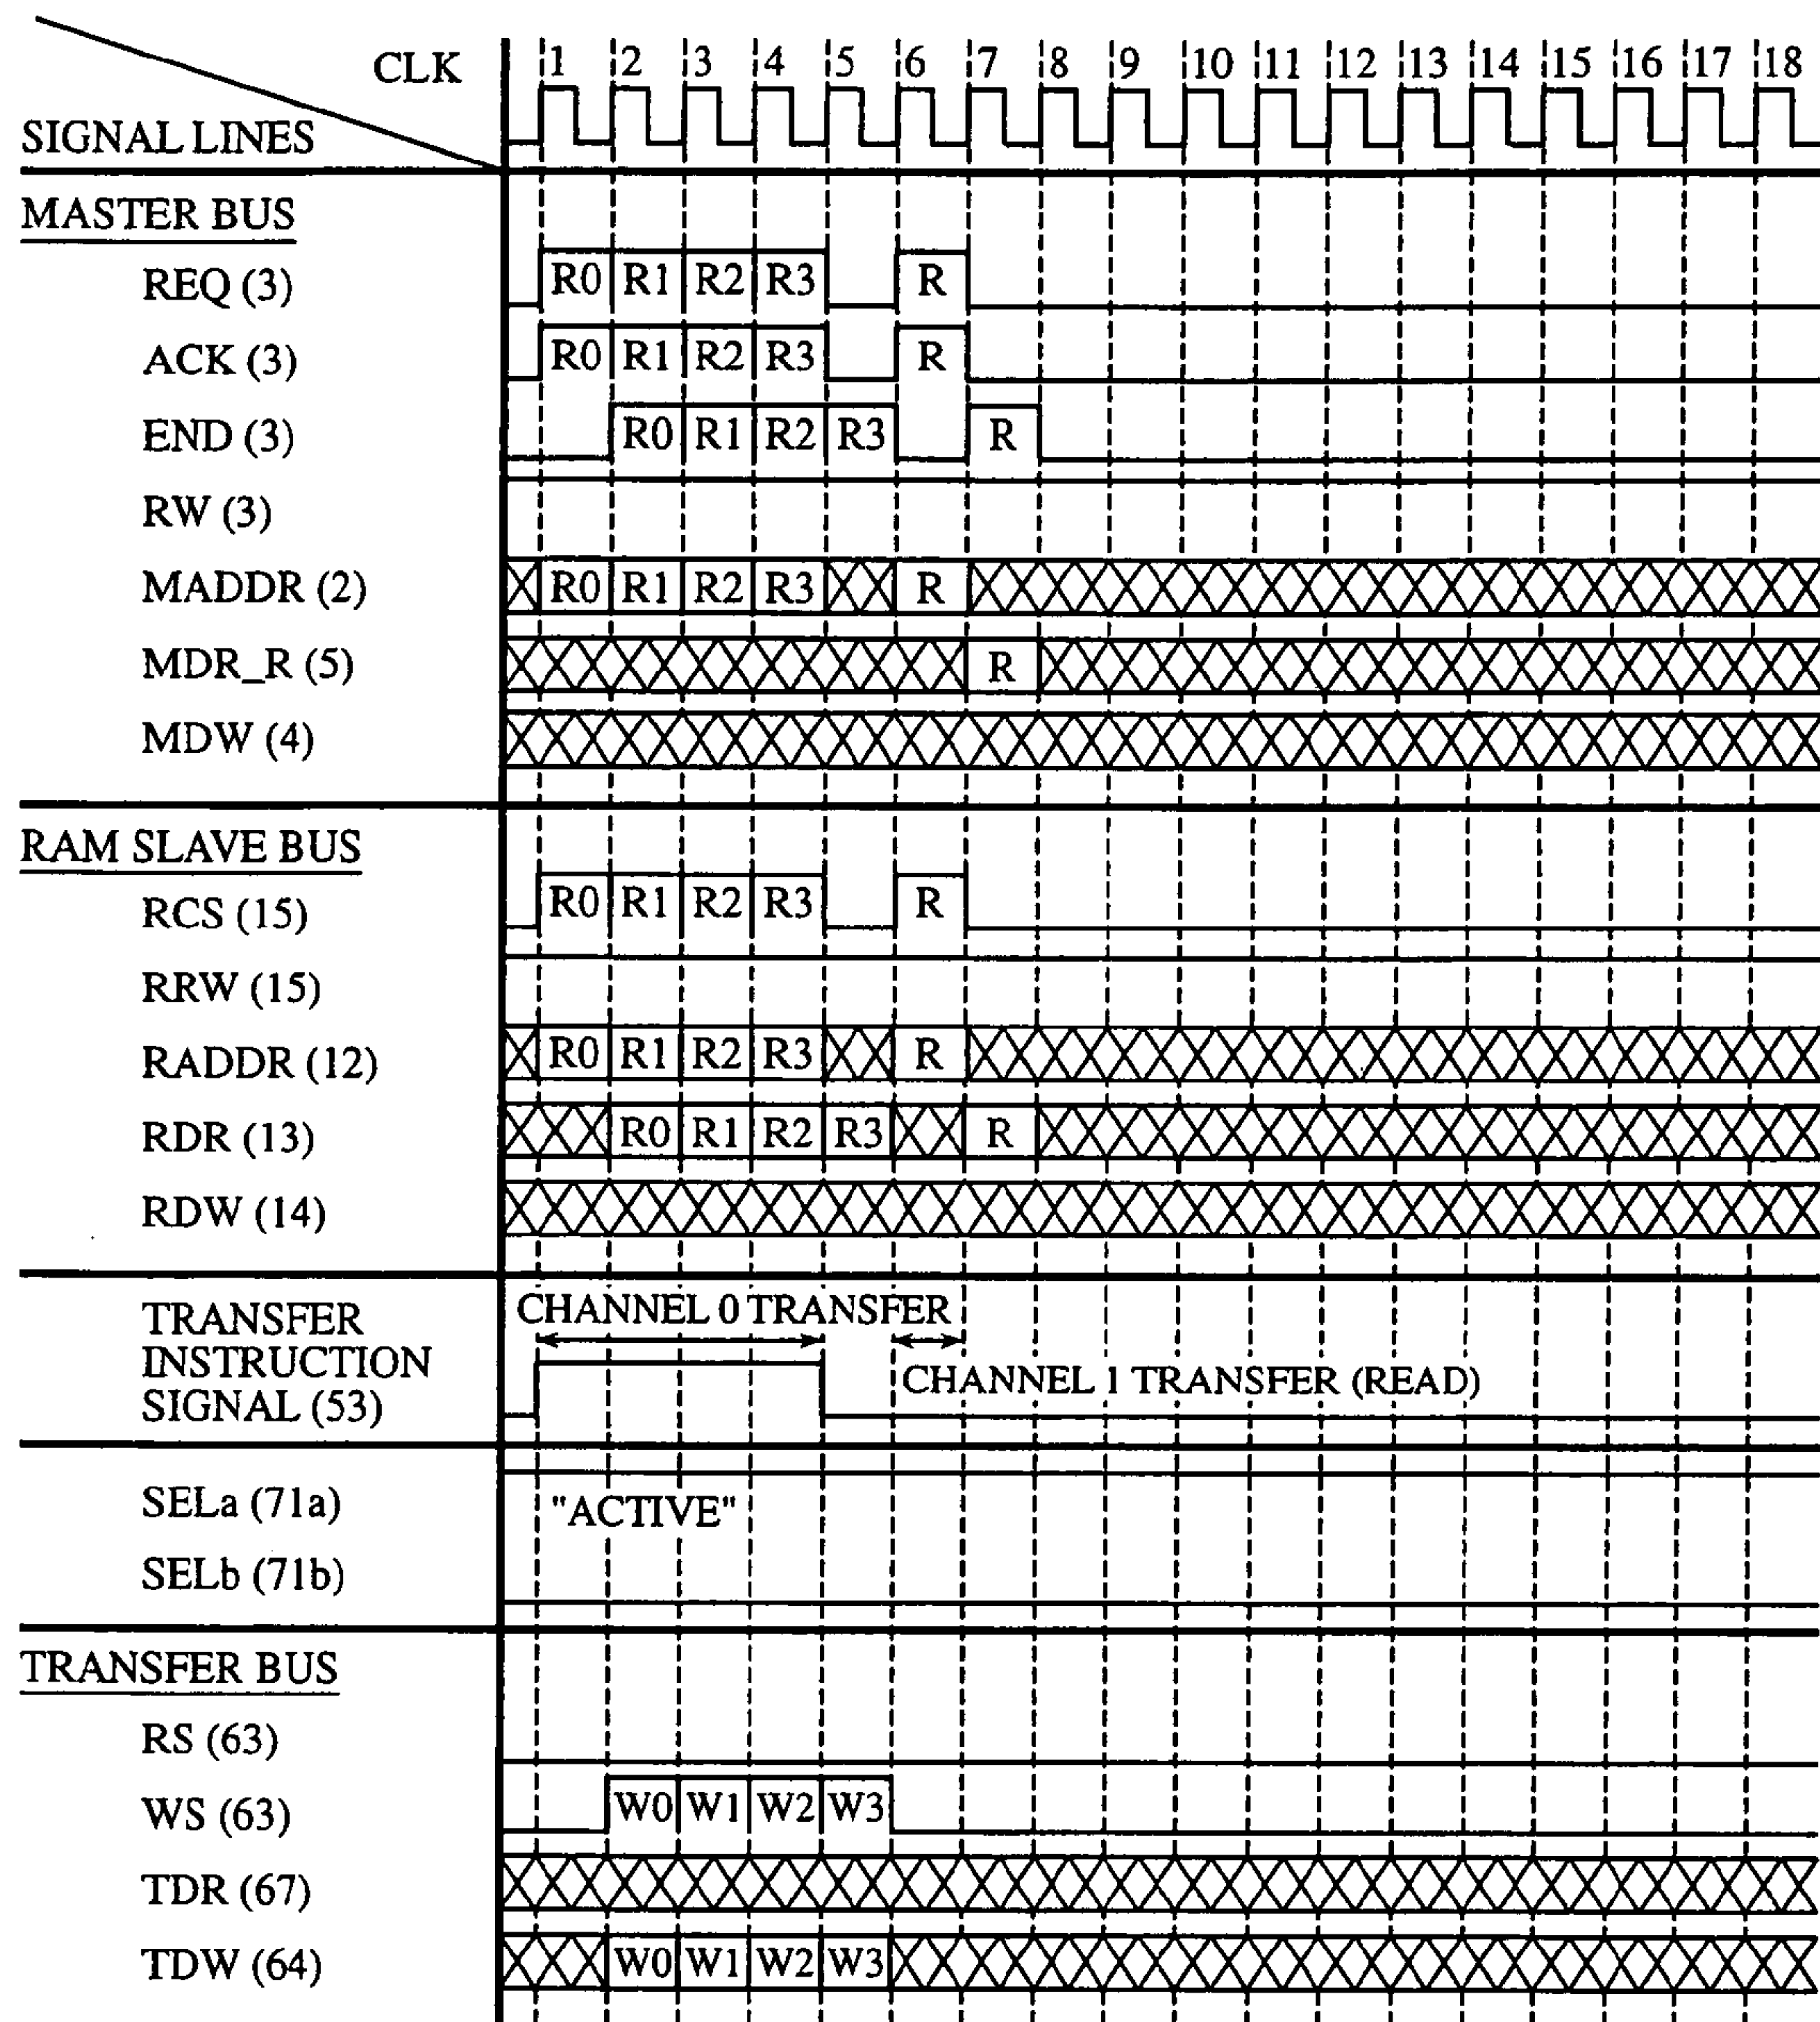 CLK 1 2 3 4 5 6 7 8 9 10 11 12 13 14 15 16 17 18
SIGNAL LINES
MASTER BUS
REQ (3) R0 R1 R2 R3 R
ACK (3) R0 R1 R2 R3 R
END (3) R0 R1 R2 R3 R
RW (3)
MADDR (2) R0 R1 R2 R3 R
MDR_R (5) R
MDW (4)
RAM SLAVE BUS
RCS (15) R0 R1 R2 R3 R
RRW (15)
RADDR (12) R0 R1 R2 R3 R
RDR (13) R0 R1 R2 R3 R
RDW (14)
CHANNEL 0 TRANSFER
TRANSFER
INSTRUCTION
SIGNAL (53)
CHANNEL 1 TRANSFER (READ)
SELa (71a)
"ACTIVE"
SELb (71b)
TRANSFER BUS
RS (63)
WS (63) W0 W1 W2 W3
TDR (67)
TDW (64) W0 W1 W2 W3